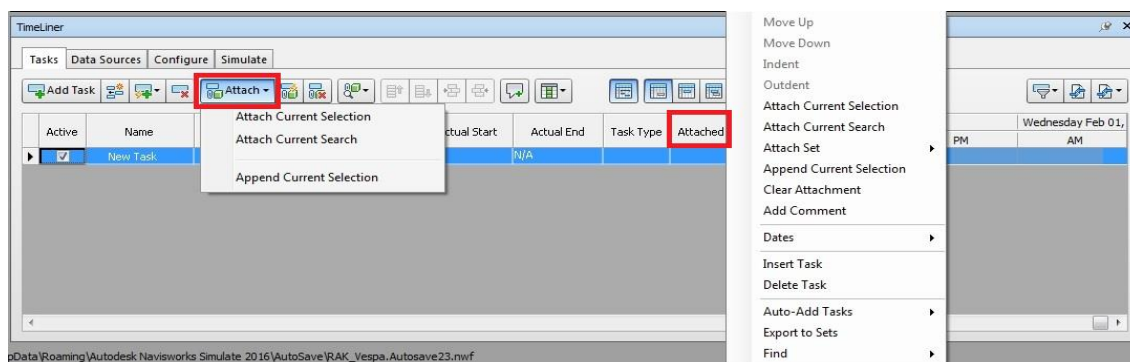 TimeLiner
Tasks Data Sources Configure Simulate
Add Task Attach
Active Name ctual Start Actual End Task Type Attached
New Task N/A
Attach Current Selection
Attach Current Search
Append Current Selection
Move Up
Move Down
Indent
Outdent
Attach Current Selection
Attach Current Search
Attach Set
Append Current Selection
Clear Attachment
Add Comment
Dates
Insert Task
Delete Task
Auto-Add Tasks
Export to Sets
Find
Wednesday Feb 01,
PM AM
pData\Roaming\Autodesk Navisworks Simulate 2016\AutoSave\RAK_Vespa.Autosave23.nwf